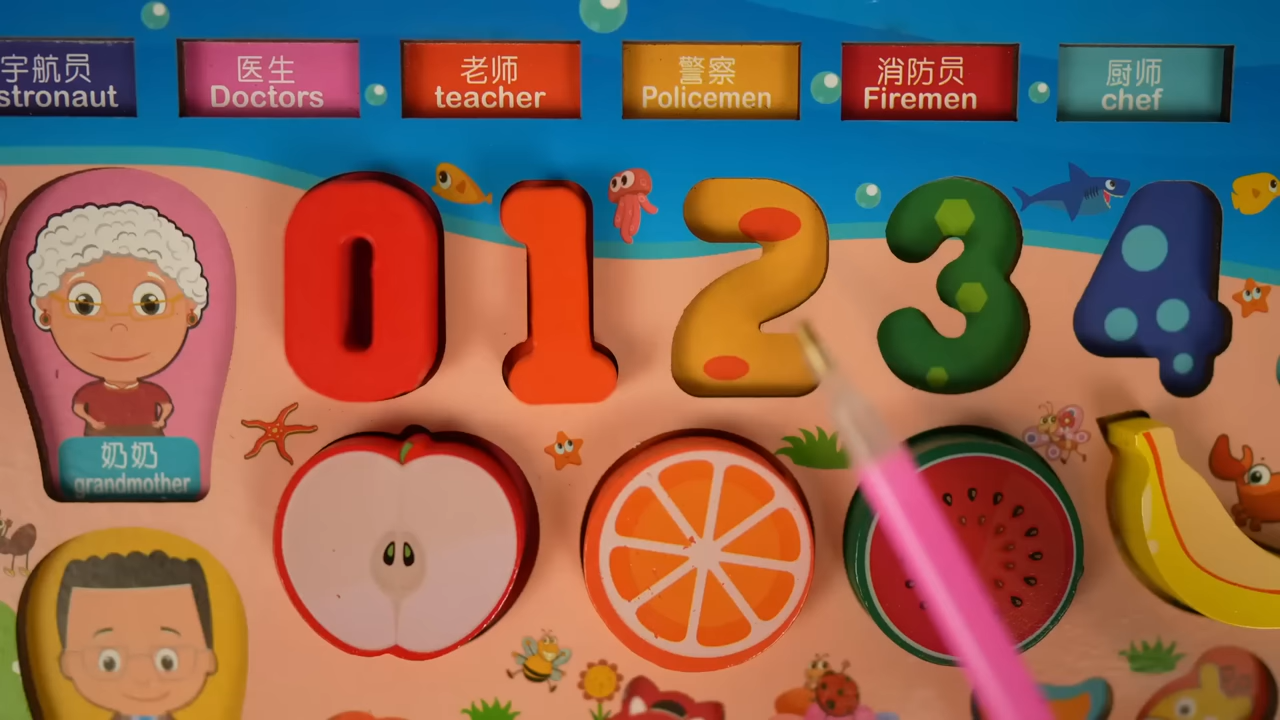 宇航员
stronaut
医生
Doctors
老师
teacher
警察
Policemen
消防员
Firemen
厨师
chef
0 1 2 3 4
奶奶
grandmother